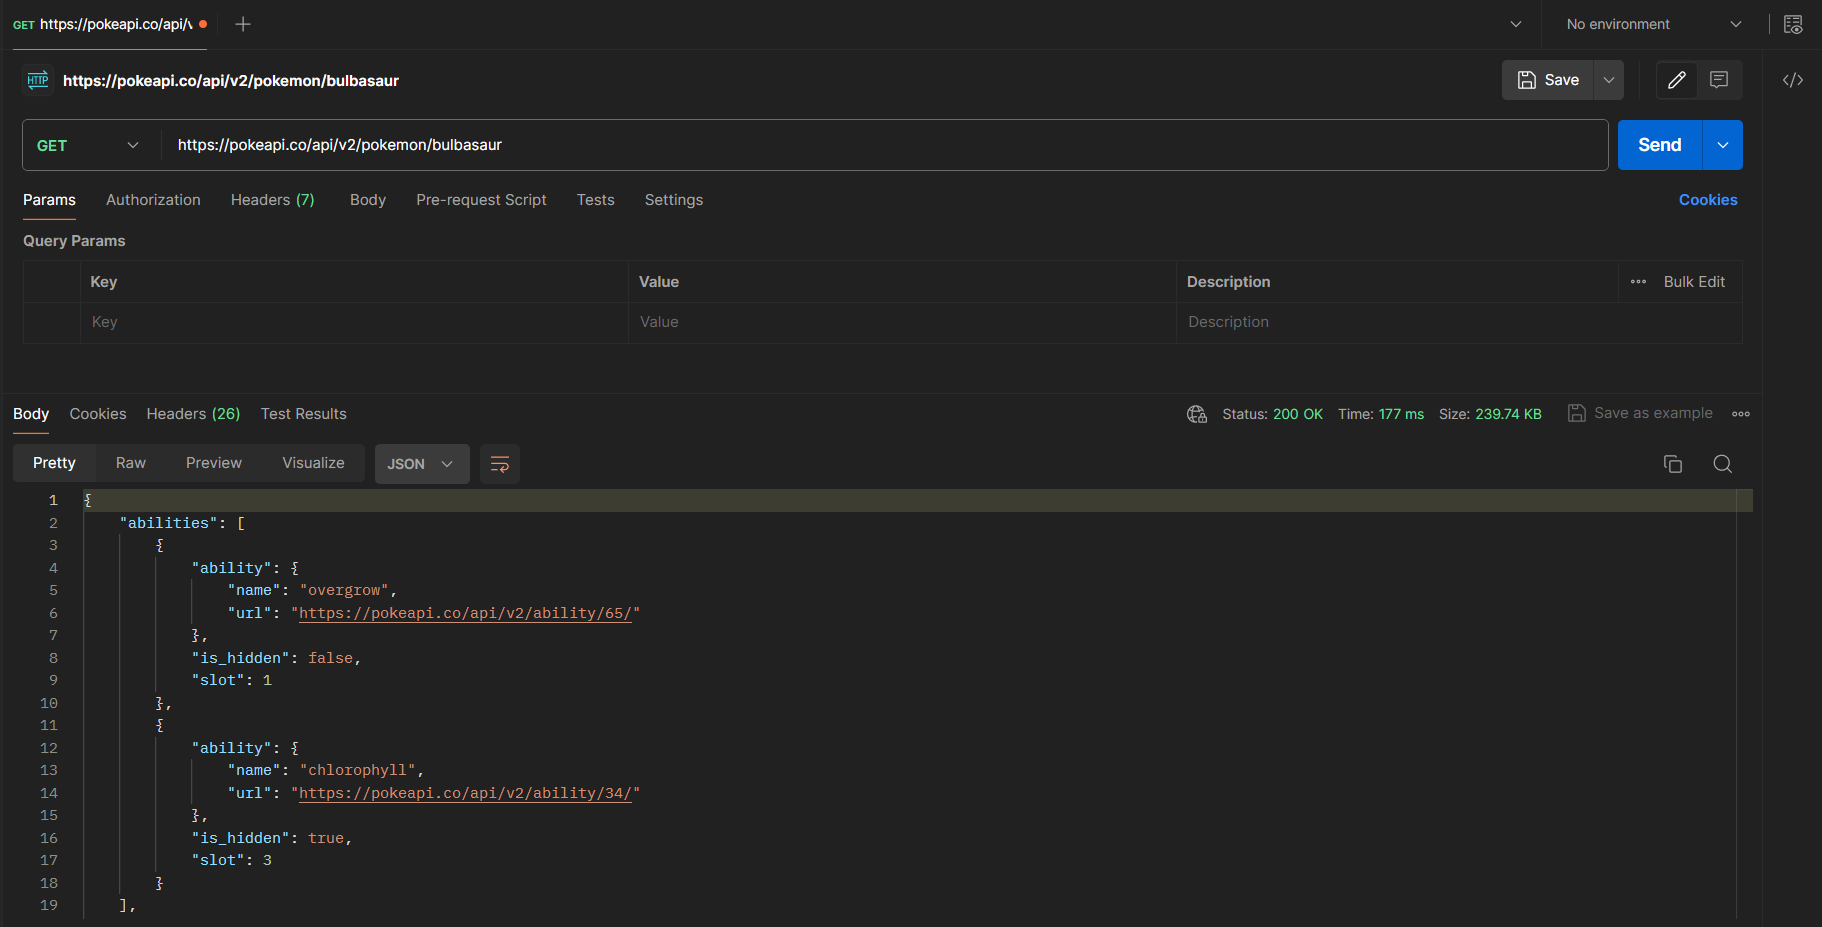 GET https://pokeapi.co/api/v
No environment
HTTP https://pokeapi.co/api/v2/pokemon/bulbasaur
Save
GET https://pokeapi.co/api/v2/pokemon/bulbasaur
Send
Params Authorization Headers (7) Body Pre-request Script Tests Settings Cookies
Query Params
Key Value Description Bulk Edit
Key Value Description
Body Cookies Headers (26) Test Results Status: 200 OK Time: 177 ms Size: 239.74 KB Save as example
Pretty Raw Preview Visualize JSON
1 {
2 "abilities": [
3 {
4 "ability": {
5 "name": "overgrow",
6 "url": "https://pokeapi.co/api/v2/ability/65/"
7 },
8 "is_hidden": false,
9 "slot": 1
10 },
11 {
12 "ability": {
13 "name": "chlorophyll",
14 "url": "https://pokeapi.co/api/v2/ability/34/"
15 },
16 "is_hidden": true,
17 "slot": 3
18 }
19 ],